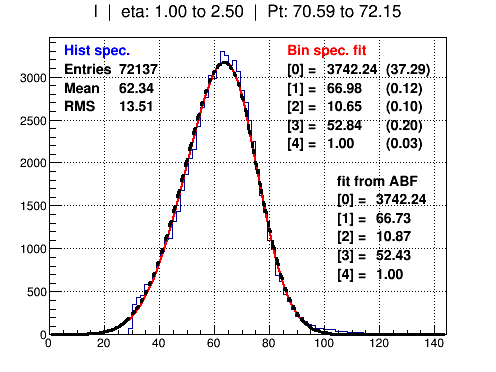 I | eta: 1.00 to 2.50 | Pt: 70.59 to 72.15
Hist spec.
Entries 72137
Mean 62.34
RMS 13.51
Bin spec. fit
[0] = 3742.24 (37.29)
[1] = 66.98 (0.12)
[2] = 10.65 (0.10)
[3] = 52.84 (0.20)
[4] = 1.00 (0.03)
fit from ABF
[0] = 3742.24
[1] = 66.73
[2] = 10.87
[3] = 52.43
[4] = 1.00
3000
2500
2000
1500
1000
500
0
0 20 40 60 80 100 120 140